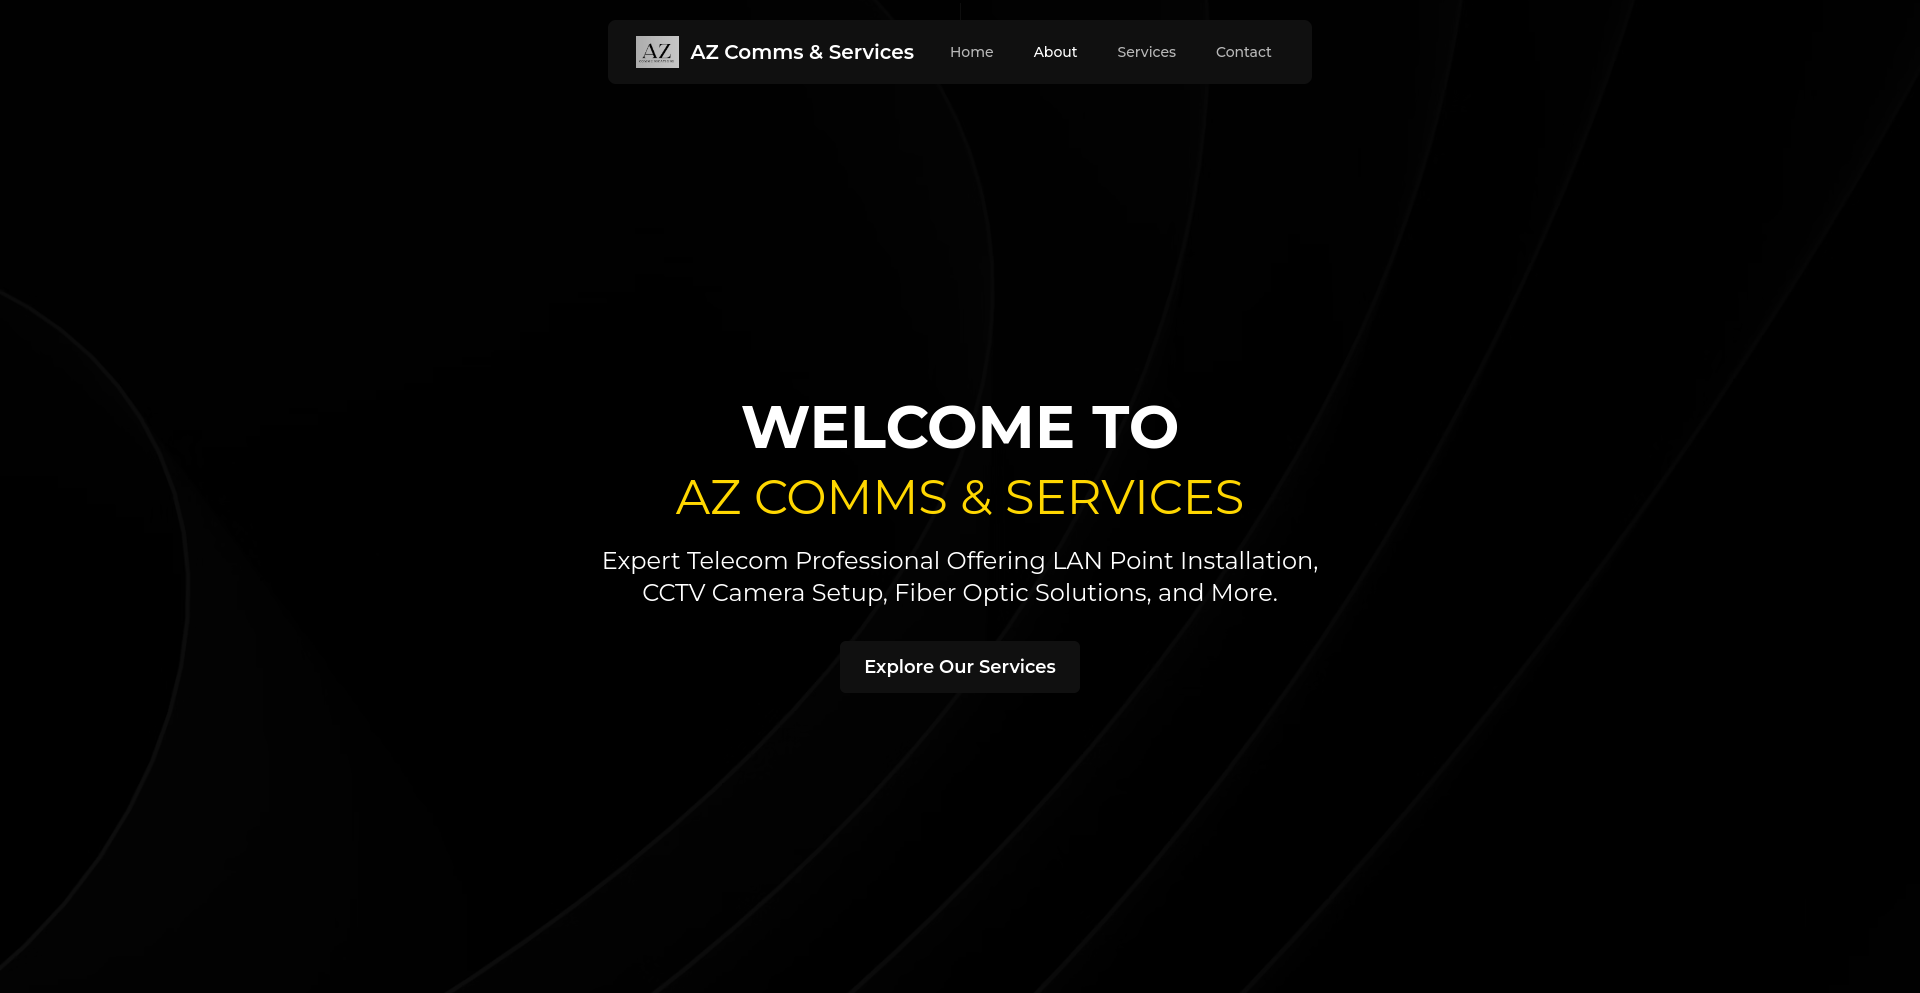 AZ
AZ Comms & Services
Home
About
Services
Contact
WELCOME TO
AZ COMMS & SERVICES
Expert Telecom Professional Offering LAN Point Installation,
CCTV Camera Setup, Fiber Optic Solutions, and More.
Explore Our Services